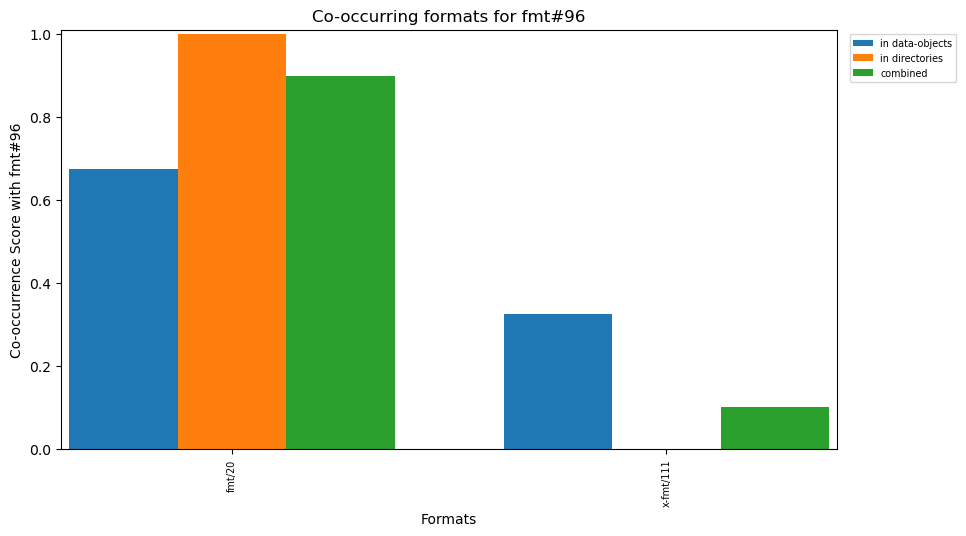 Co-occurring formats for fmt#96
Co-occurrence Score with fmt#96
1.0
0.8
0.6
0.4
0.2
0.0
fmt/20
x-fmt/111
Formats
in data-objects
in directories
combined